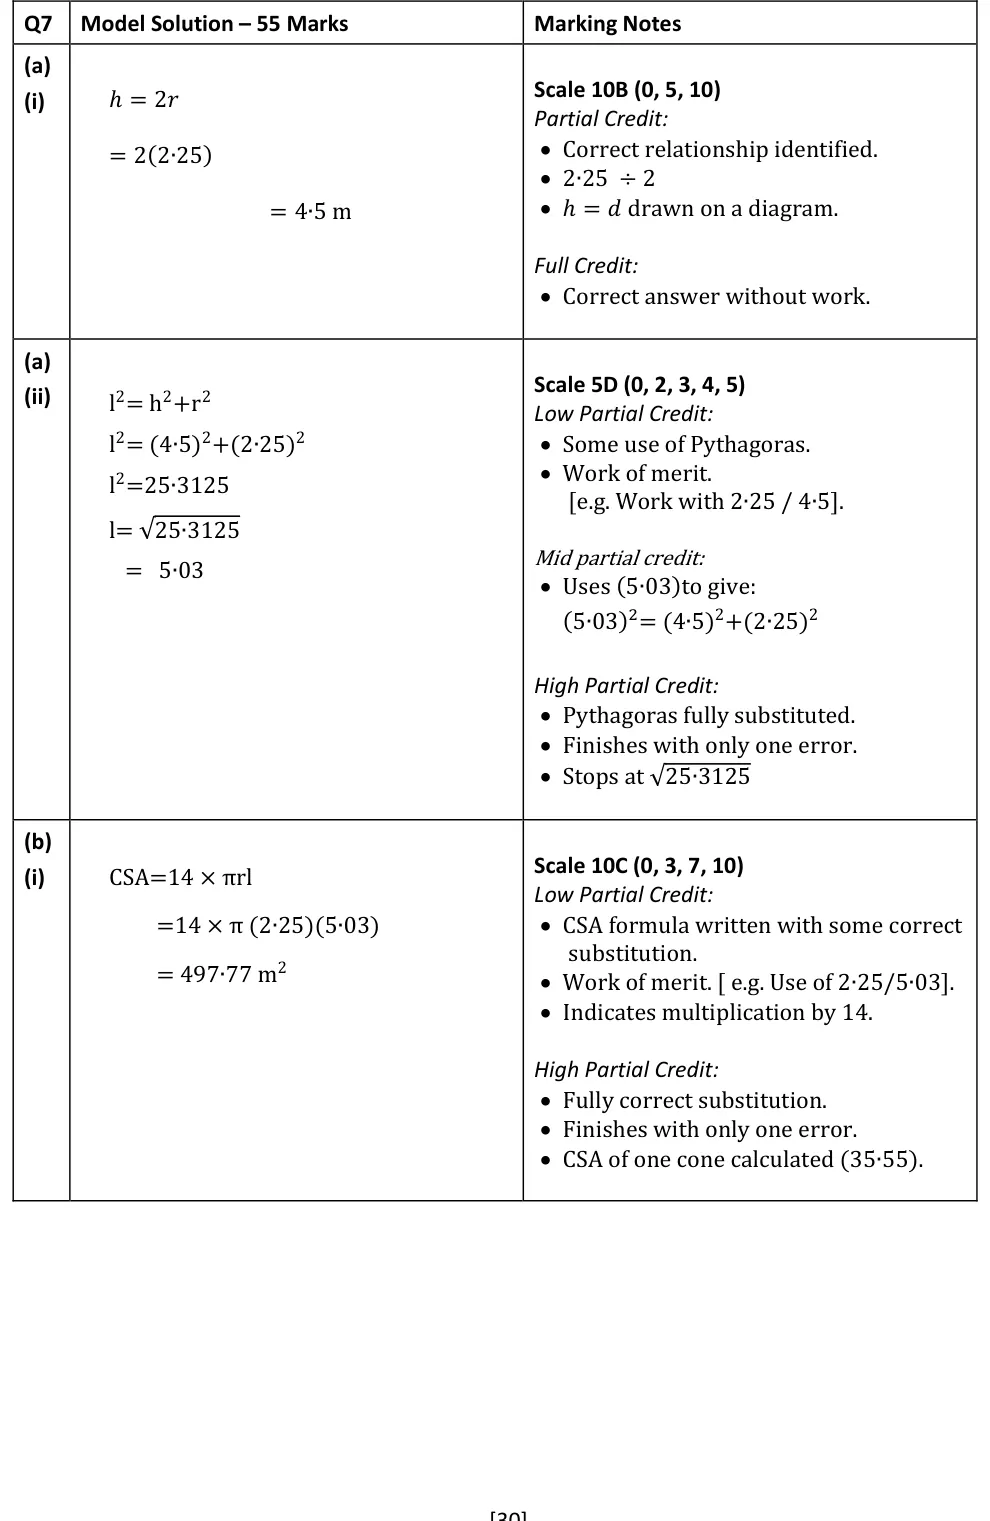 Q7 Model Solution – 55 Marks Marking Notes
(a)
(i)
h = 2r
= 2(2·25)
= 4·5 m
Scale 10B (0, 5, 10)
Partial Credit:
• Correct relationship identified.
• 2·25 ÷ 2
• h = d drawn on a diagram.
Full Credit:
• Correct answer without work.
(a)
(ii)
l²= h²+r²
l²= (4·5)²+(2·25)²
l²=25·3125
l= √25·3125
= 5·03
Scale 5D (0, 2, 3, 4, 5)
Low Partial Credit:
• Some use of Pythagoras.
• Work of merit.
[e.g. Work with 2·25 / 4·5].
Mid partial credit:
• Uses (5·03)to give:
(5·03)²= (4·5)²+(2·25)²
High Partial Credit:
• Pythagoras fully substituted.
• Finishes with only one error.
• Stops at √25·3125
(b)
(i)
CSA=14 × πrl
=14 × π (2·25)(5·03)
= 497·77 m²
Scale 10C (0, 3, 7, 10)
Low Partial Credit:
• CSA formula written with some correct
substitution.
• Work of merit. [ e.g. Use of 2·25/5·03].
• Indicates multiplication by 14.
High Partial Credit:
• Fully correct substitution.
• Finishes with only one error.
• CSA of one cone calculated (35·55).
[30]